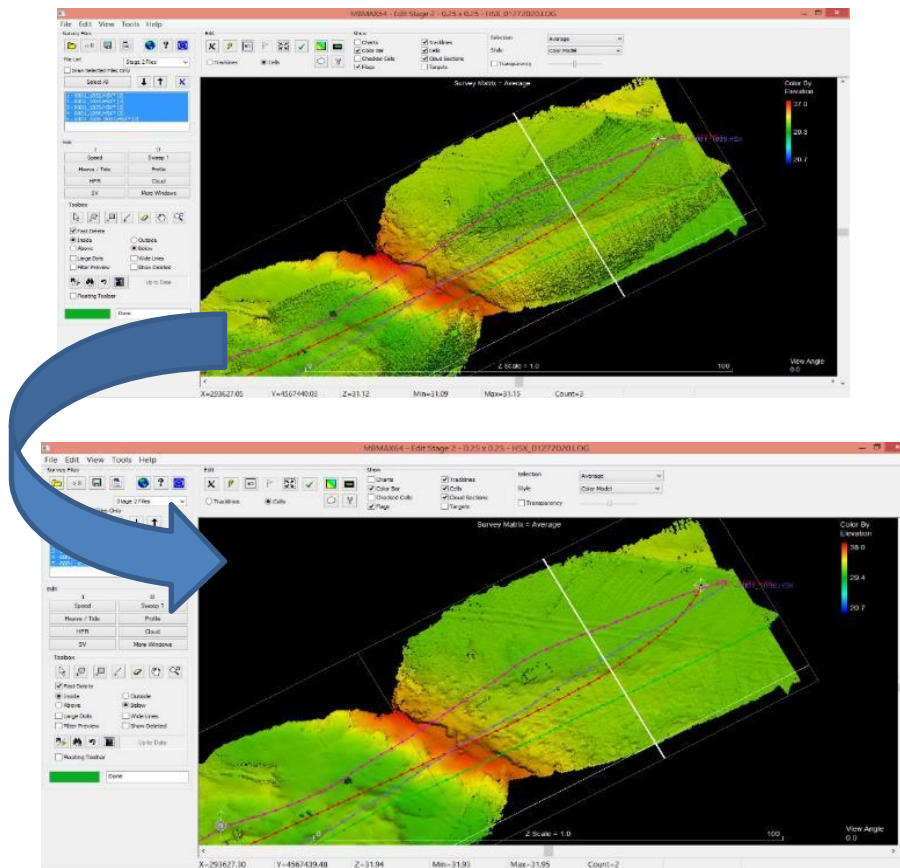 MBMAX64 - Edit Stage 2 - 0.25 x 0.25 - HSX_01272020.LOG
File Edit View Tools Help
Survey Files
File List
Stage 2 Files
Draw Selected Files Only
Select All
Edit
Tracklines
Cells
Show
Charts
Color Bar
Checked Cells
Flags
Tracklines
Cells
Cloud Sections
Targets
Selection
Average
Style
Color Model
Transparency
Survey Matrix = Average
Color By
Elevation
37.0
29.3
20.7
Edit
I
II
Speed
Sweep 1
Heave / Tide
Profile
HPR
Cloud
SV
More Windows
Toolbox
Fast Delete
Inside
Outside
Above
Below
Large Dots
Wide Lines
Filter Preview
Show Deleted
Up to Date
Floating Toolbar
Done
0
Z Scale = 1.0
100
View Angle
0.0
X=293627.05 Y=4567440.03 Z=31.12 Min=31.09 Max=31.15 Count=3
MBMAX64 - Edit Stage 2 - 0.25 x 0.25 - HSX_01272020.LOG
File Edit View Tools Help
Survey Files
Stage 2 Files
Only
Edit
Tracklines
Cells
Show
Charts
Color Bar
Checked Cells
Flags
Tracklines
Cells
Cloud Sections
Targets
Selection
Average
Style
Color Model
Transparency
Survey Matrix = Average
Color By
Elevation
38.0
29.4
20.7
Edit
I
II
Speed
Sweep 1
Heave / Tide
Profile
HPR
Cloud
SV
More Windows
Toolbox
Fast Delete
Inside
Outside
Above
Below
Large Dots
Wide Lines
Filter Preview
Show Deleted
Up to Date
Floating Toolbar
Done
0
Z Scale = 1.0
100
View Angle
0.0
X=293627.30 Y=4567439.48 Z=31.94 Min=31.93 Max=31.95 Count=2